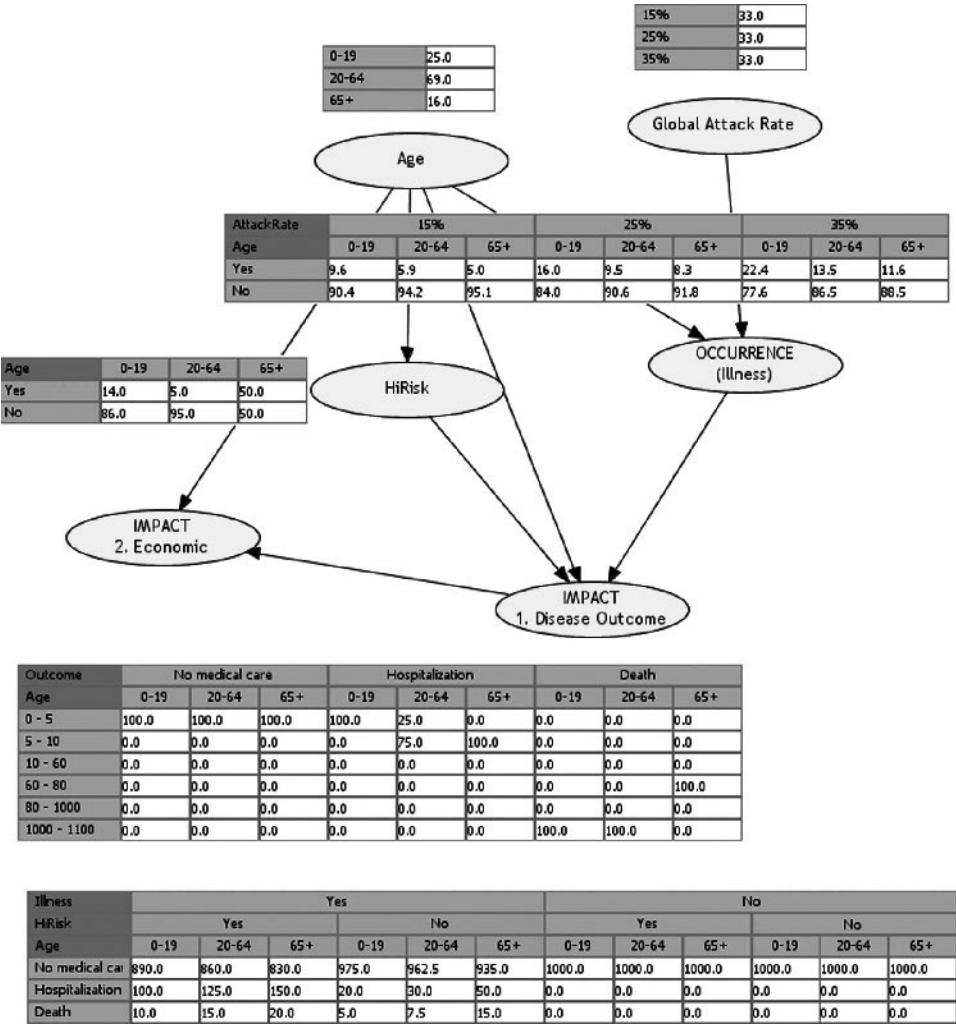 15% 33.0
25% 33.0
35% 33.0
0-19 25.0
20-64 69.0
65+ 16.0
Global Attack Rate
Age
AttackRate 15% 25% 35%
Age 0-19 20-64 65+ 0-19 20-64 65+ 0-19 20-64 65+
Yes 9.6 5.9 5.0 16.0 9.5 8.3 22.4 13.5 11.6
No 90.4 94.2 95.1 84.0 90.6 91.8 77.6 86.5 88.5
OCCURRENCE
(Illness)
Age 0-19 20-64 65+
Yes 14.0 5.0 50.0
No 86.0 95.0 50.0
HiRisk
IMPACT
2. Economic
IMPACT
1. Disease Outcome
Outcome No medical care Hospitalization Death
Age 0-19 20-64 65+ 0-19 20-64 65+ 0-19 20-64 65+
0 - 5 100.0 100.0 100.0 100.0 25.0 0.0 0.0 0.0 0.0
5 - 10 0.0 0.0 0.0 0.0 75.0 100.0 0.0 0.0 0.0
10 - 60 0.0 0.0 0.0 0.0 0.0 0.0 0.0 0.0 0.0
60 - 80 0.0 0.0 0.0 0.0 0.0 0.0 0.0 0.0 100.0
80 - 1000 0.0 0.0 0.0 0.0 0.0 0.0 0.0 0.0 0.0
1000 - 1100 0.0 0.0 0.0 0.0 0.0 0.0 100.0 100.0 0.0
Illness Yes No
HiRisk Yes No Yes No
Age 0-19 20-64 65+ 0-19 20-64 65+ 0-19 20-64 65+ 0-19 20-64 65+
No medical car 890.0 860.0 830.0 975.0 962.5 935.0 1000.0 1000.0 1000.0 1000.0 1000.0 1000.0
Hospitalization 100.0 125.0 150.0 20.0 30.0 50.0 0.0 0.0 0.0 0.0 0.0 0.0
Death 10.0 15.0 20.0 5.0 7.5 15.0 0.0 0.0 0.0 0.0 0.0 0.0